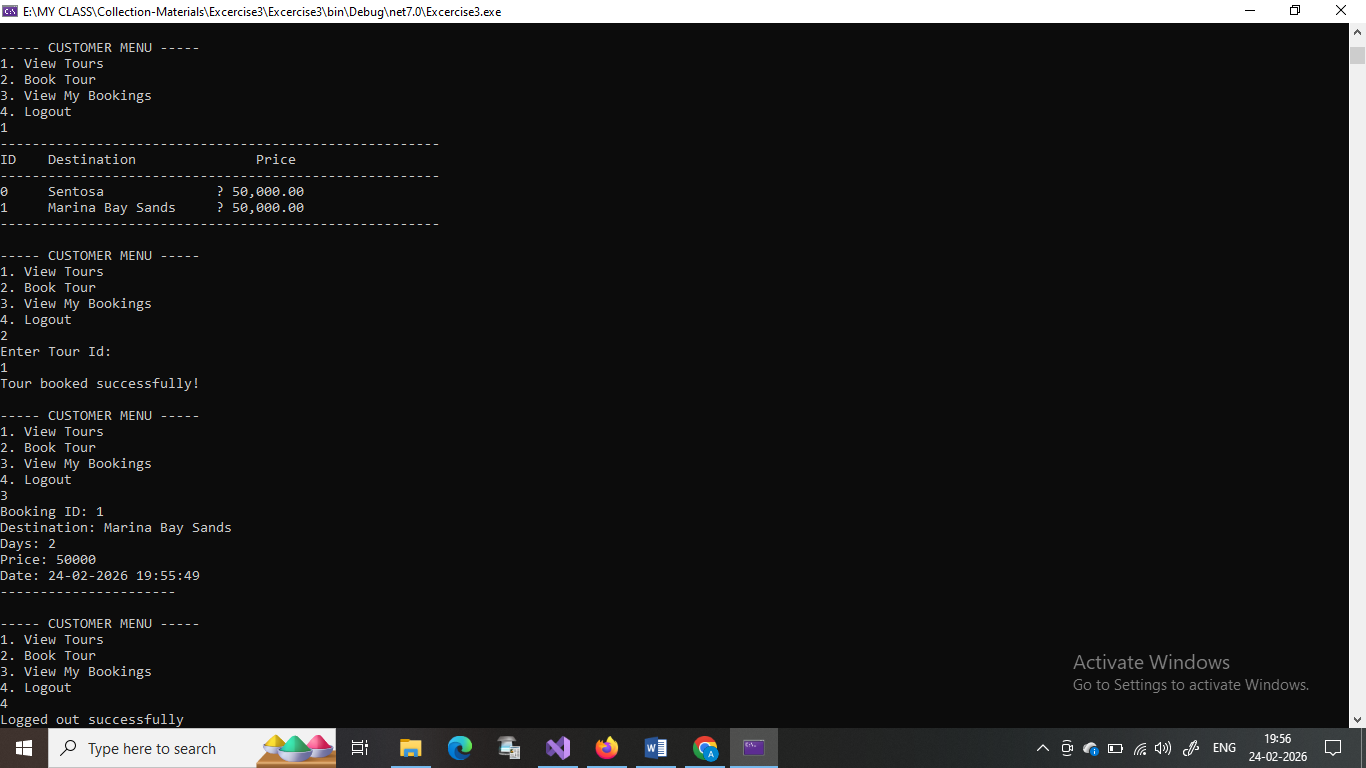 E:\MY CLASS\Collection-Materials\Excercise3\Excercise3\bin\Debug\net7.0\Excercise3.exe
----- CUSTOMER MENU -----
1. View Tours
2. Book Tour
3. View My Bookings
4. Logout
1
-------------------------------------------------------
ID    Destination               Price
-------------------------------------------------------
0     Sentosa              ? 50,000.00
1     Marina Bay Sands     ? 50,000.00
-------------------------------------------------------
----- CUSTOMER MENU -----
1. View Tours
2. Book Tour
3. View My Bookings
4. Logout
2
Enter Tour Id:
1
Tour booked successfully!
----- CUSTOMER MENU -----
1. View Tours
2. Book Tour
3. View My Bookings
4. Logout
3
Booking ID: 1
Destination: Marina Bay Sands
Days: 2
Price: 50000
Date: 24-02-2026 19:55:49
----------------------
----- CUSTOMER MENU -----
1. View Tours
2. Book Tour
3. View My Bookings
4. Logout
4
Logged out successfully
Activate Windows
Go to Settings to activate Windows.
Type here to search
ENG
19:56
24-02-2026